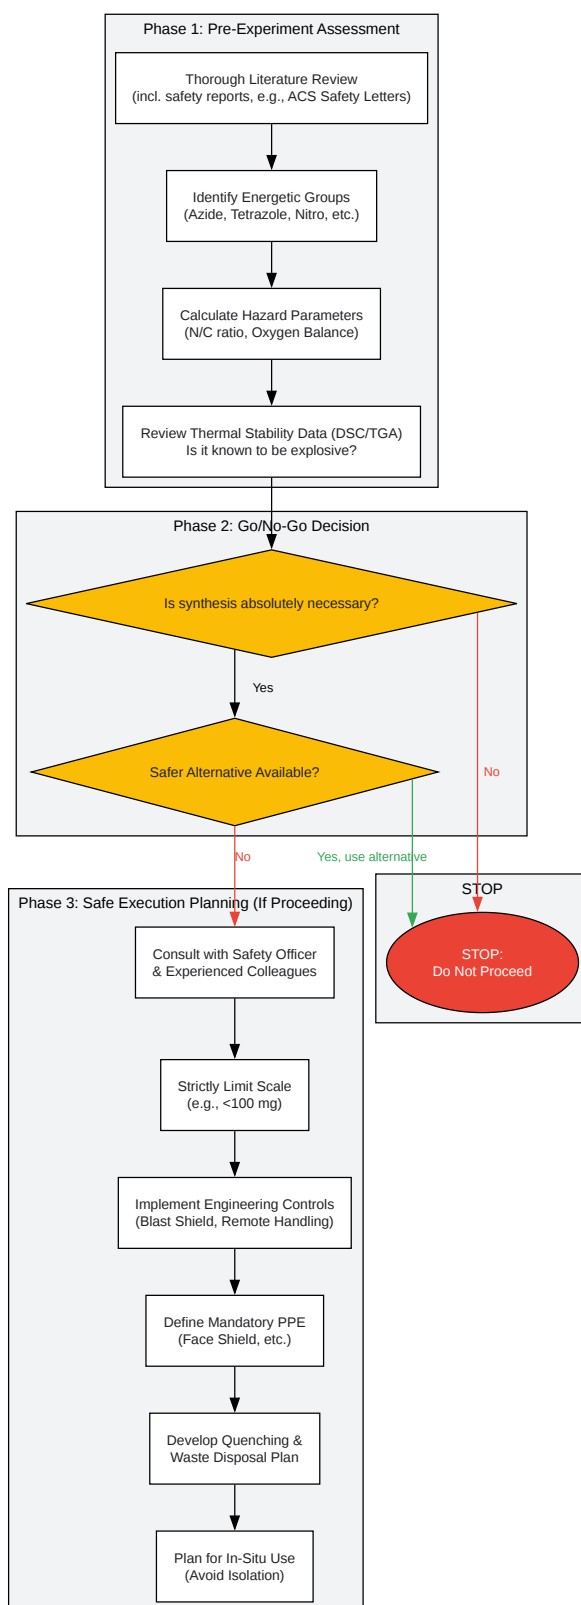 Phase 1: Pre-Experiment Assessment
Thorough Literature Review
(incl. safety reports, e.g., ACS Safety Letters)
Identify Energetic Groups
(Azide, Tetrazole, Nitro, etc.)
Calculate Hazard Parameters
(N/C ratio, Oxygen Balance)
Review Thermal Stability Data (DSC/TGA)
Is it known to be explosive?
Phase 2: Go/No-Go Decision
Is synthesis absolutely necessary?
Yes
Safer Alternative Available?
No
No
Yes, use alternative
STOP
STOP:
Do Not Proceed
Phase 3: Safe Execution Planning (If Proceeding)
Consult with Safety Officer
& Experienced Colleagues
Strictly Limit Scale
(e.g., <100 mg)
Implement Engineering Controls
(Blast Shield, Remote Handling)
Define Mandatory PPE
(Face Shield, etc.)
Develop Quenching &
Waste Disposal Plan
Plan for In-Situ Use
(Avoid Isolation)